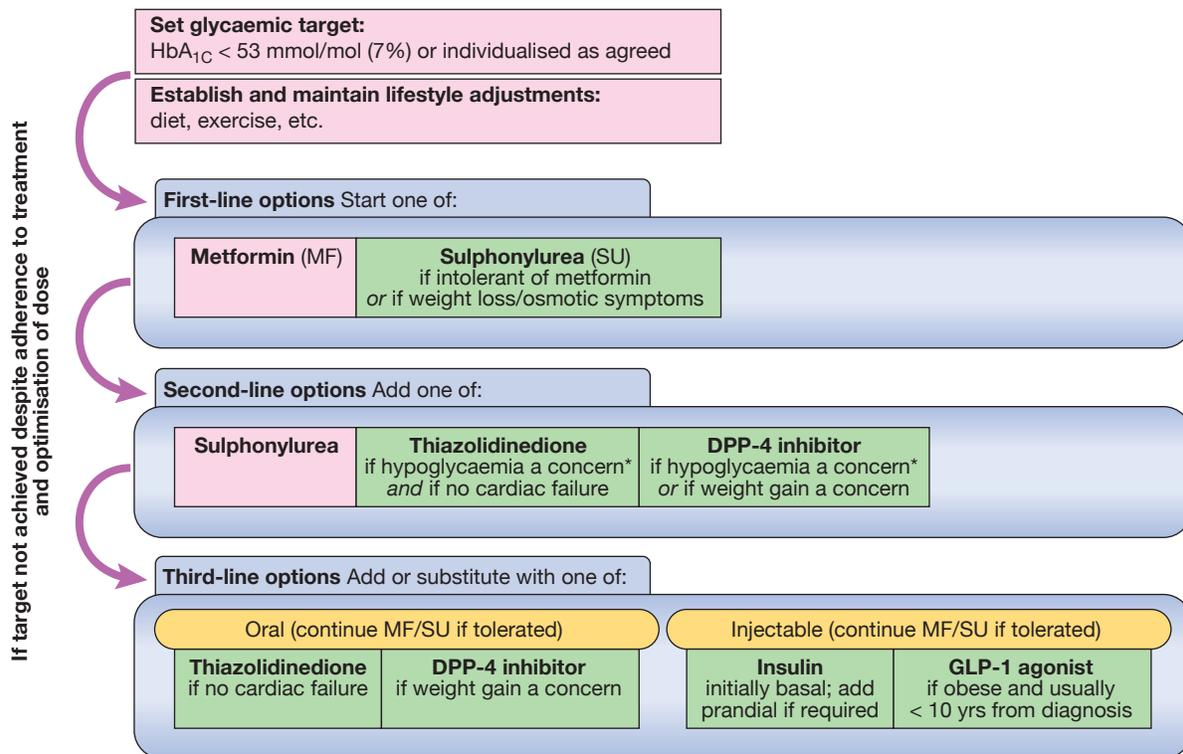 Set glycaemic target:
HbA1C < 53 mmol/mol (7%) or individualised as agreed
Establish and maintain lifestyle adjustments:
diet, exercise, etc.
If target not achieved despite adherence to treatment
and optimisation of dose
First-line options Start one of:
Metformin (MF)
Sulphonylurea (SU)
if intolerant of metformin
or if weight loss/osmotic symptoms
Second-line options Add one of:
Sulphonylurea
Thiazolidinedione
if hypoglycaemia a concern*
and if no cardiac failure
DPP-4 inhibitor
if hypoglycaemia a concern*
or if weight gain a concern
Third-line options Add or substitute with one of:
Oral (continue MF/SU if tolerated)
Thiazolidinedione
if no cardiac failure
DPP-4 inhibitor
if weight gain a concern
Injectable (continue MF/SU if tolerated)
Insulin
initially basal; add
prandial if required
GLP-1 agonist
if obese and usually
< 10 yrs from diagnosis